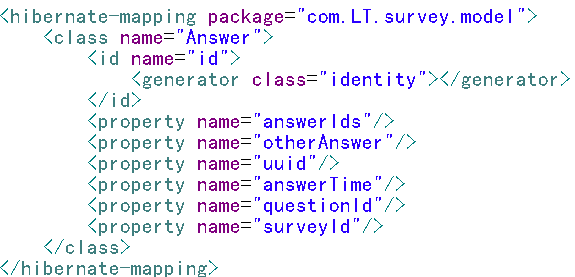 <hibernate-mapping package="com.LT.survey.model">
    <class name="Answer">
        <id name="id">
            <generator class="identity"></generator>
        </id>
        <property name="answerIds"/>
        <property name="otherAnswer"/>
        <property name="uuid"/>
        <property name="answerTime"/>
        <property name="questionId"/>
        <property name="surveyId"/>
    </class>
</hibernate-mapping>